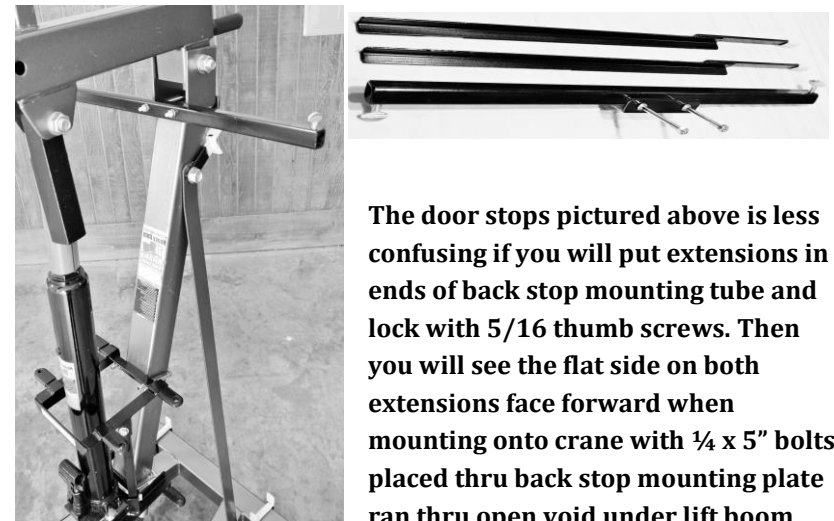 The door stops pictured above is less
confusing if you will put extensions in
ends of back stop mounting tube and
lock with 5/16 thumb screws. Then
you will see the flat side on both
extensions face forward when
mounting onto crane with ¼ x 5” bolts
placed thru back stop mounting plate
ran thru open void under lift boom